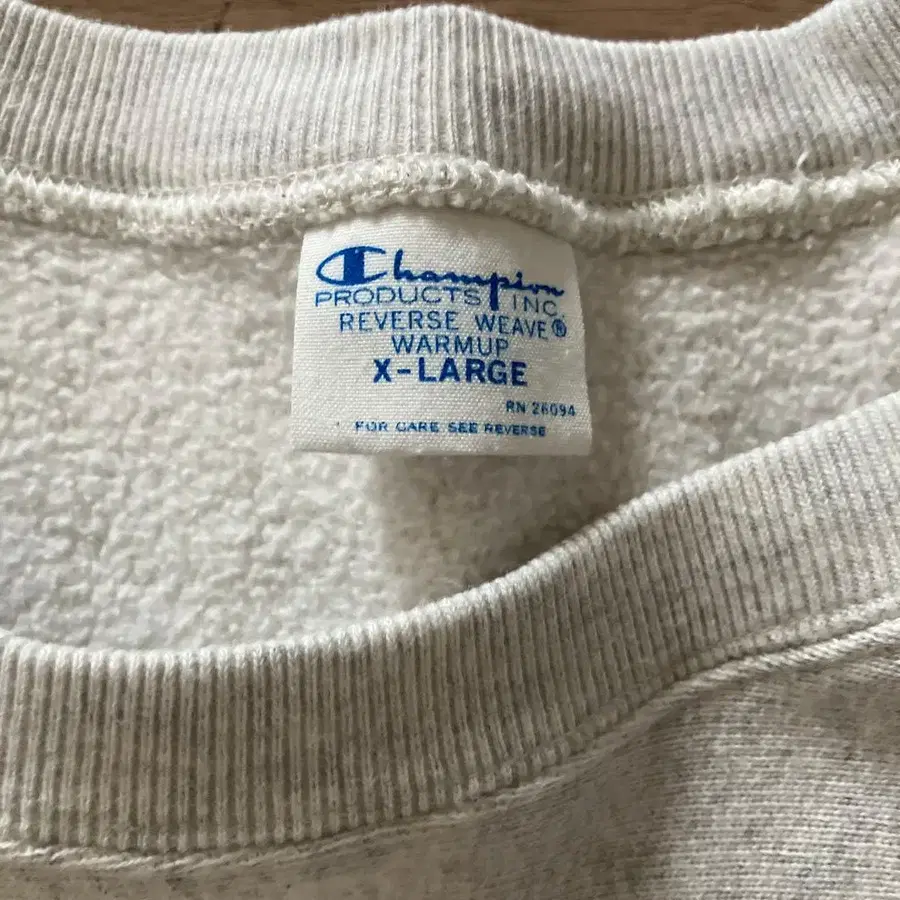 Champion
PRODUCTS INC.
REVERSE WEAVE®
WARMUP
X-LARGE
RN 26094
FOR CARE SEE REVERSE